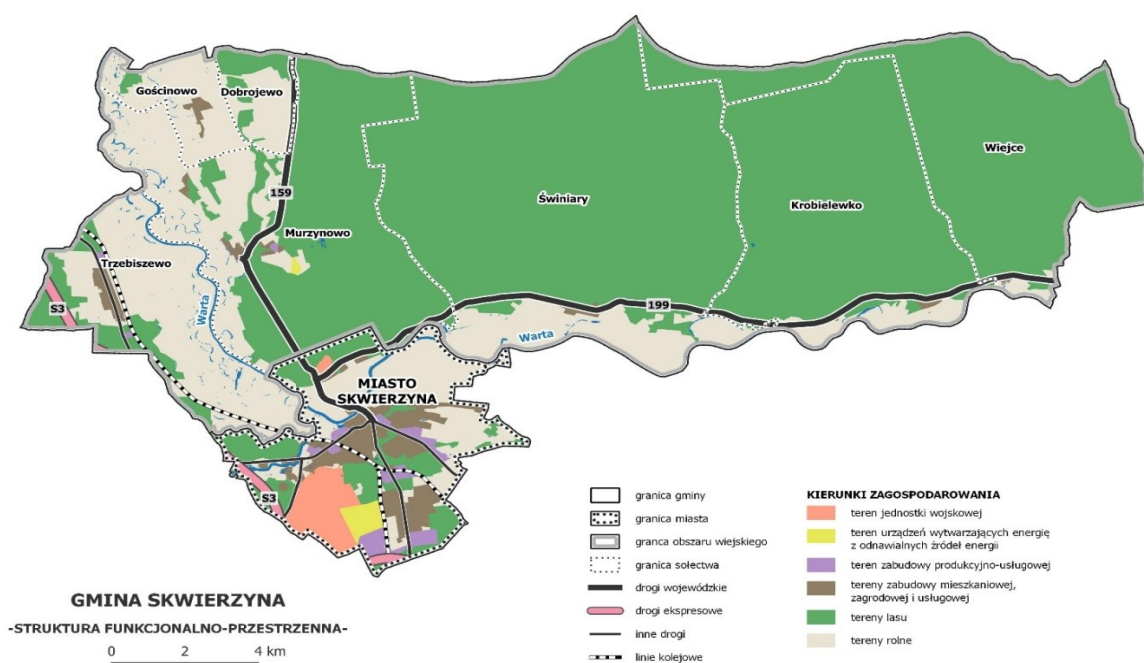 Gościnowo
Dobrojewo
Wiejce
159
Świniary
Krobielewko
Murzynowo
Trzebiszewo
S3
Warta
199
Warta
MIASTO
SKWIERZYNA
S3
GMINA SKWIERZYNA
-STRUKTURA FUNKCJONALNO-PRZESTRZENNA-
0 2 4 km
granica gminy
granica miasta
granca obszaru wiejskiego
granica sołectwa
drogi wojewódzkie
drogi ekspresowe
inne drogi
linie kolejowe
KIERUNKI ZAGOSPODAROWANIA
teren jednostki wojskowej
teren urządzeń wytwarzających energię
z odnawialnych źródeł energii
teren zabudowy produkcyjno-usługowej
tereny zabudowy mieszkaniowej,
zagrodowej i usługowej
tereny lasu
tereny rolne